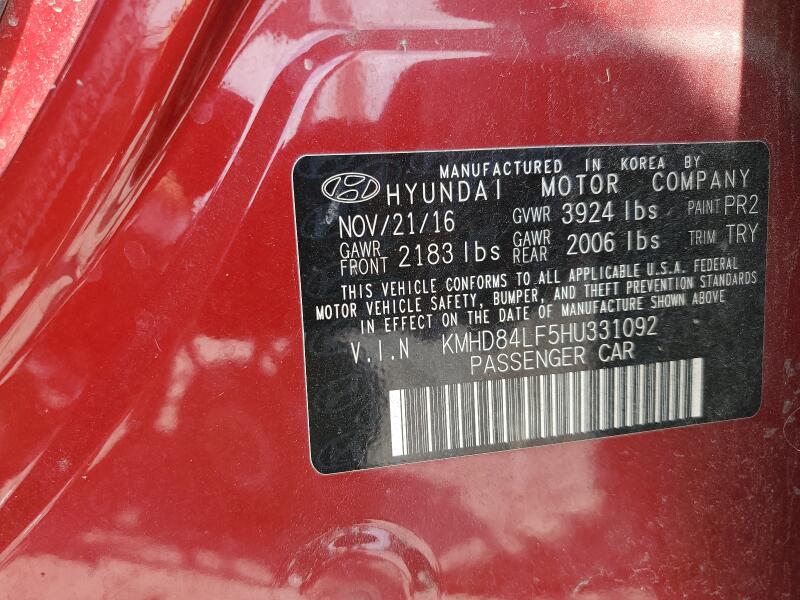 MANUFACTURED IN KOREA BY
HYUNDAI MOTOR COMPANY
NOV/21/16 GVWR 3924 lbs PAINT PR2
GAWR FRONT 2183 lbs GAWR REAR 2006 lbs TRIM TRY
THIS VEHICLE CONFORMS TO ALL APPLICABLE U.S.A. FEDERAL
MOTOR VEHICLE SAFETY, BUMPER, AND THEFT PREVENTION STANDARDS
IN EFFECT ON THE DATE OF MANUFACTURE SHOWN ABOVE
V.I.N KMHD84LF5HU331092
PASSENGER CAR